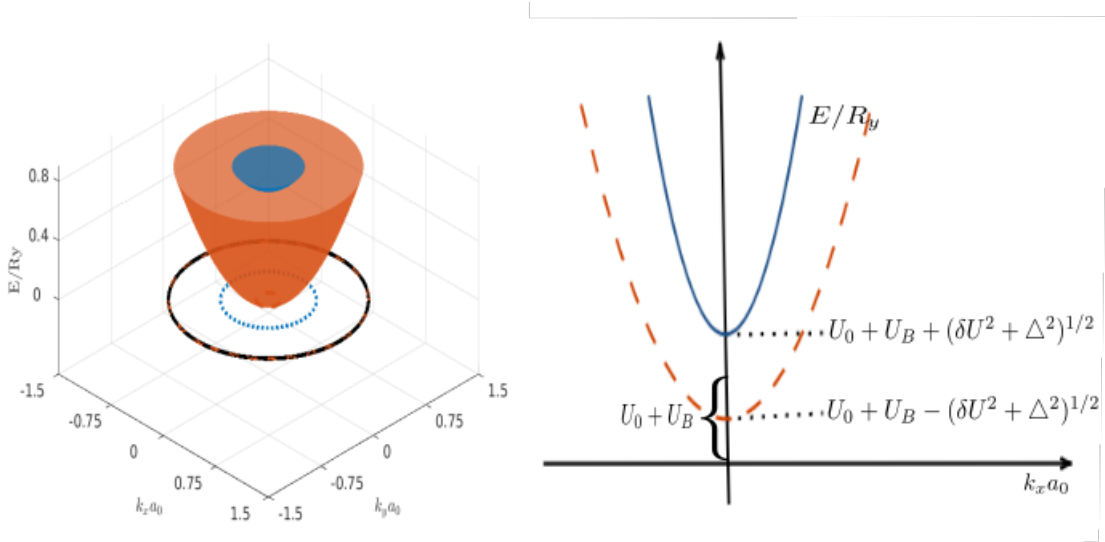 0.8
0.4
0
E/Ry
-1.5
-0.75
0
0.75
1.5
k_x a_0
-1.5
-0.75
0
0.75
1.5
k_y a_0
E/R_y
U_0 + U_B + (δU^2 + △^2)^{1/2}
U_0 + U_B
U_0 + U_B − (δU^2 + △^2)^{1/2}
k_x a_0